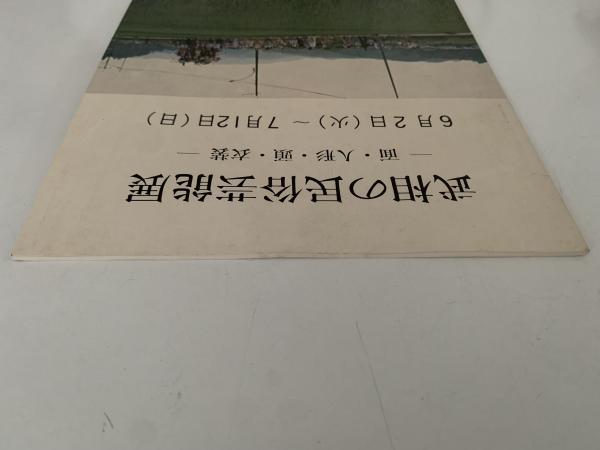 武相の民俗芸能展
― 面・人形・頭・衣装 ―
6月2日(火)~7月12日(日)